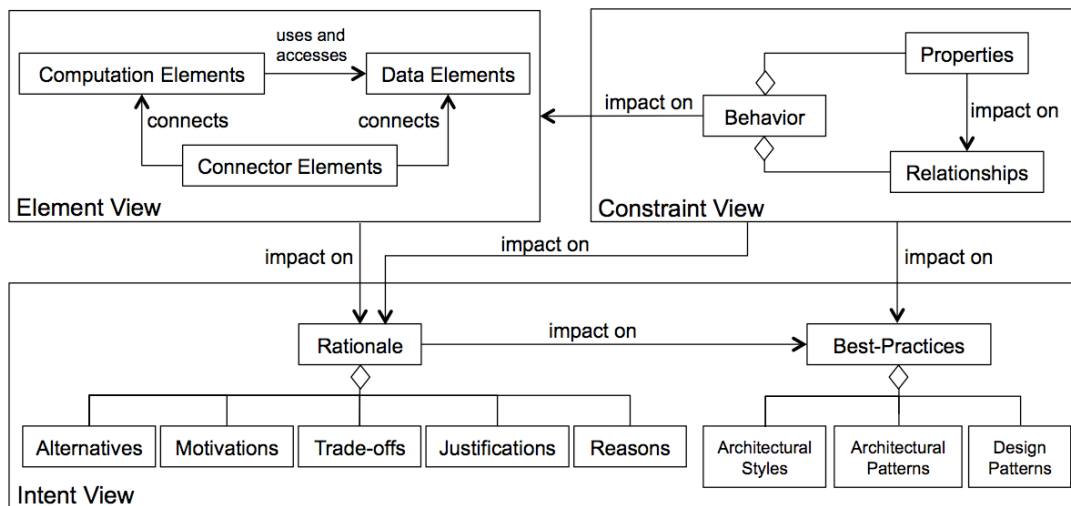 uses and
accesses
Computation Elements
Data Elements
connects
connects
Connector Elements
Element View
impact on
Properties
Behavior
impact on
Relationships
Constraint View
impact on
impact on
impact on
Rationale
impact on
Best-Practices
Alternatives
Motivations
Trade-offs
Justifications
Reasons
Architectural
Styles
Architectural
Patterns
Design
Patterns
Intent View